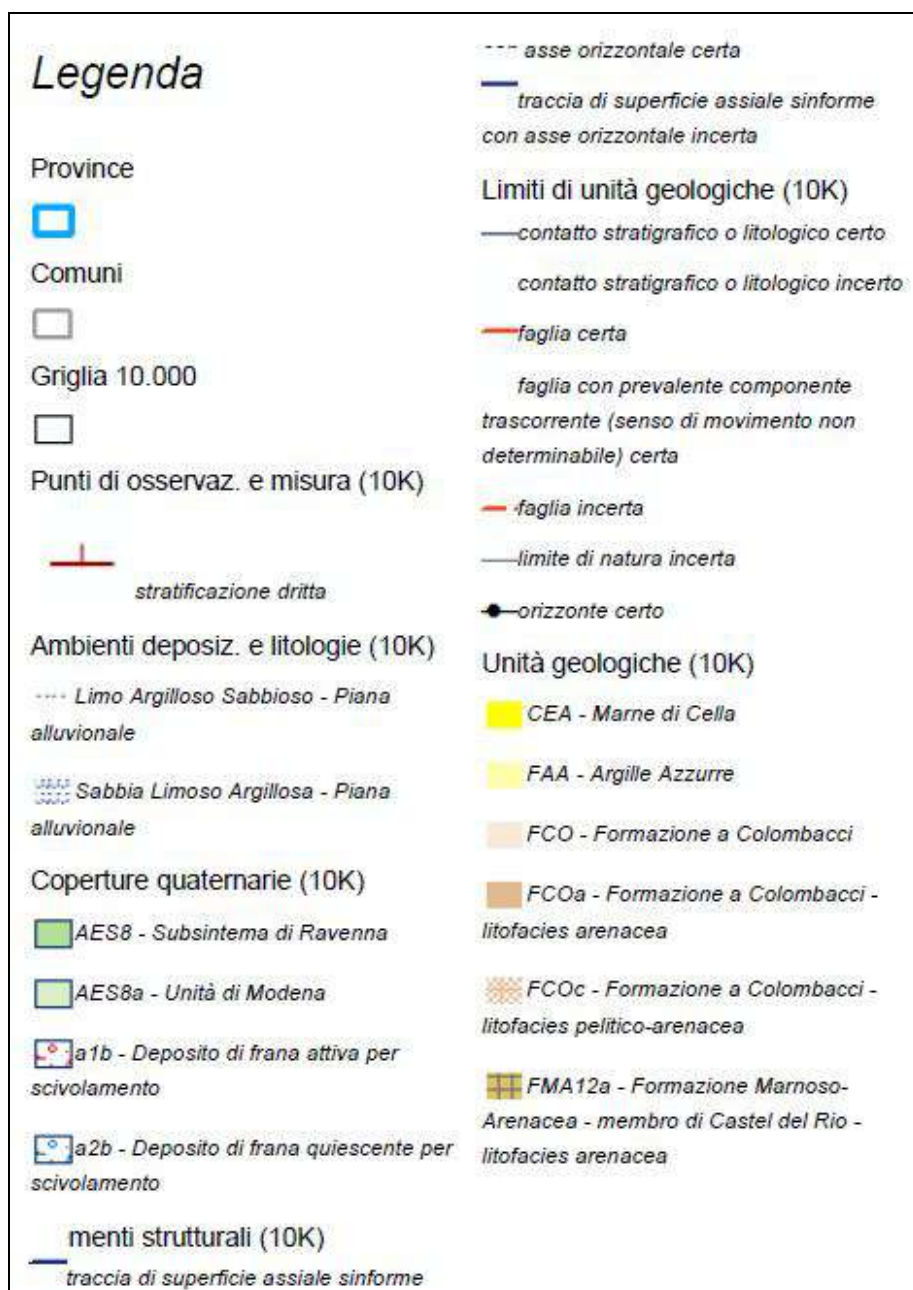 Legenda
Province
Comuni
Griglia 10.000
Punti di osservaz. e misura (10K)
stratificazione dritta
Ambienti deposiz. e litologie (10K)
Limo Argilloso Sabbioso - Piana
alluvionale
Sabbia Limoso Argillosa - Piana
alluvionale
Coperture quaternarie (10K)
AES8 - Subsintema di Ravenna
AES8a - Unità di Modena
a1b - Deposito di frana attiva per
scivolamento
a2b - Deposito di frana quiescente per
scivolamento
menti strutturali (10K)
traccia di superficie assiale sinforme
asse orizzontale certa
traccia di superficie assiale sinforme
con asse orizzontale incerta
Limiti di unità geologiche (10K)
contatto stratigrafico o litologico certo
contatto stratigrafico o litologico incerto
faglia certa
faglia con prevalente componente
trascorrente (senso di movimento non
determinabile) certa
faglia incerta
limite di natura incerta
orizzonte certo
Unità geologiche (10K)
CEA - Marne di Cella
FAA - Argille Azzurre
FCO - Formazione a Colombacci
FCOa - Formazione a Colombacci -
litofacies arenacea
FCOc - Formazione a Colombacci -
litofacies pelitico-arenacea
FMA12a - Formazione Marnoso-
Arenacea - membro di Castel del Rio -
litofacies arenacea